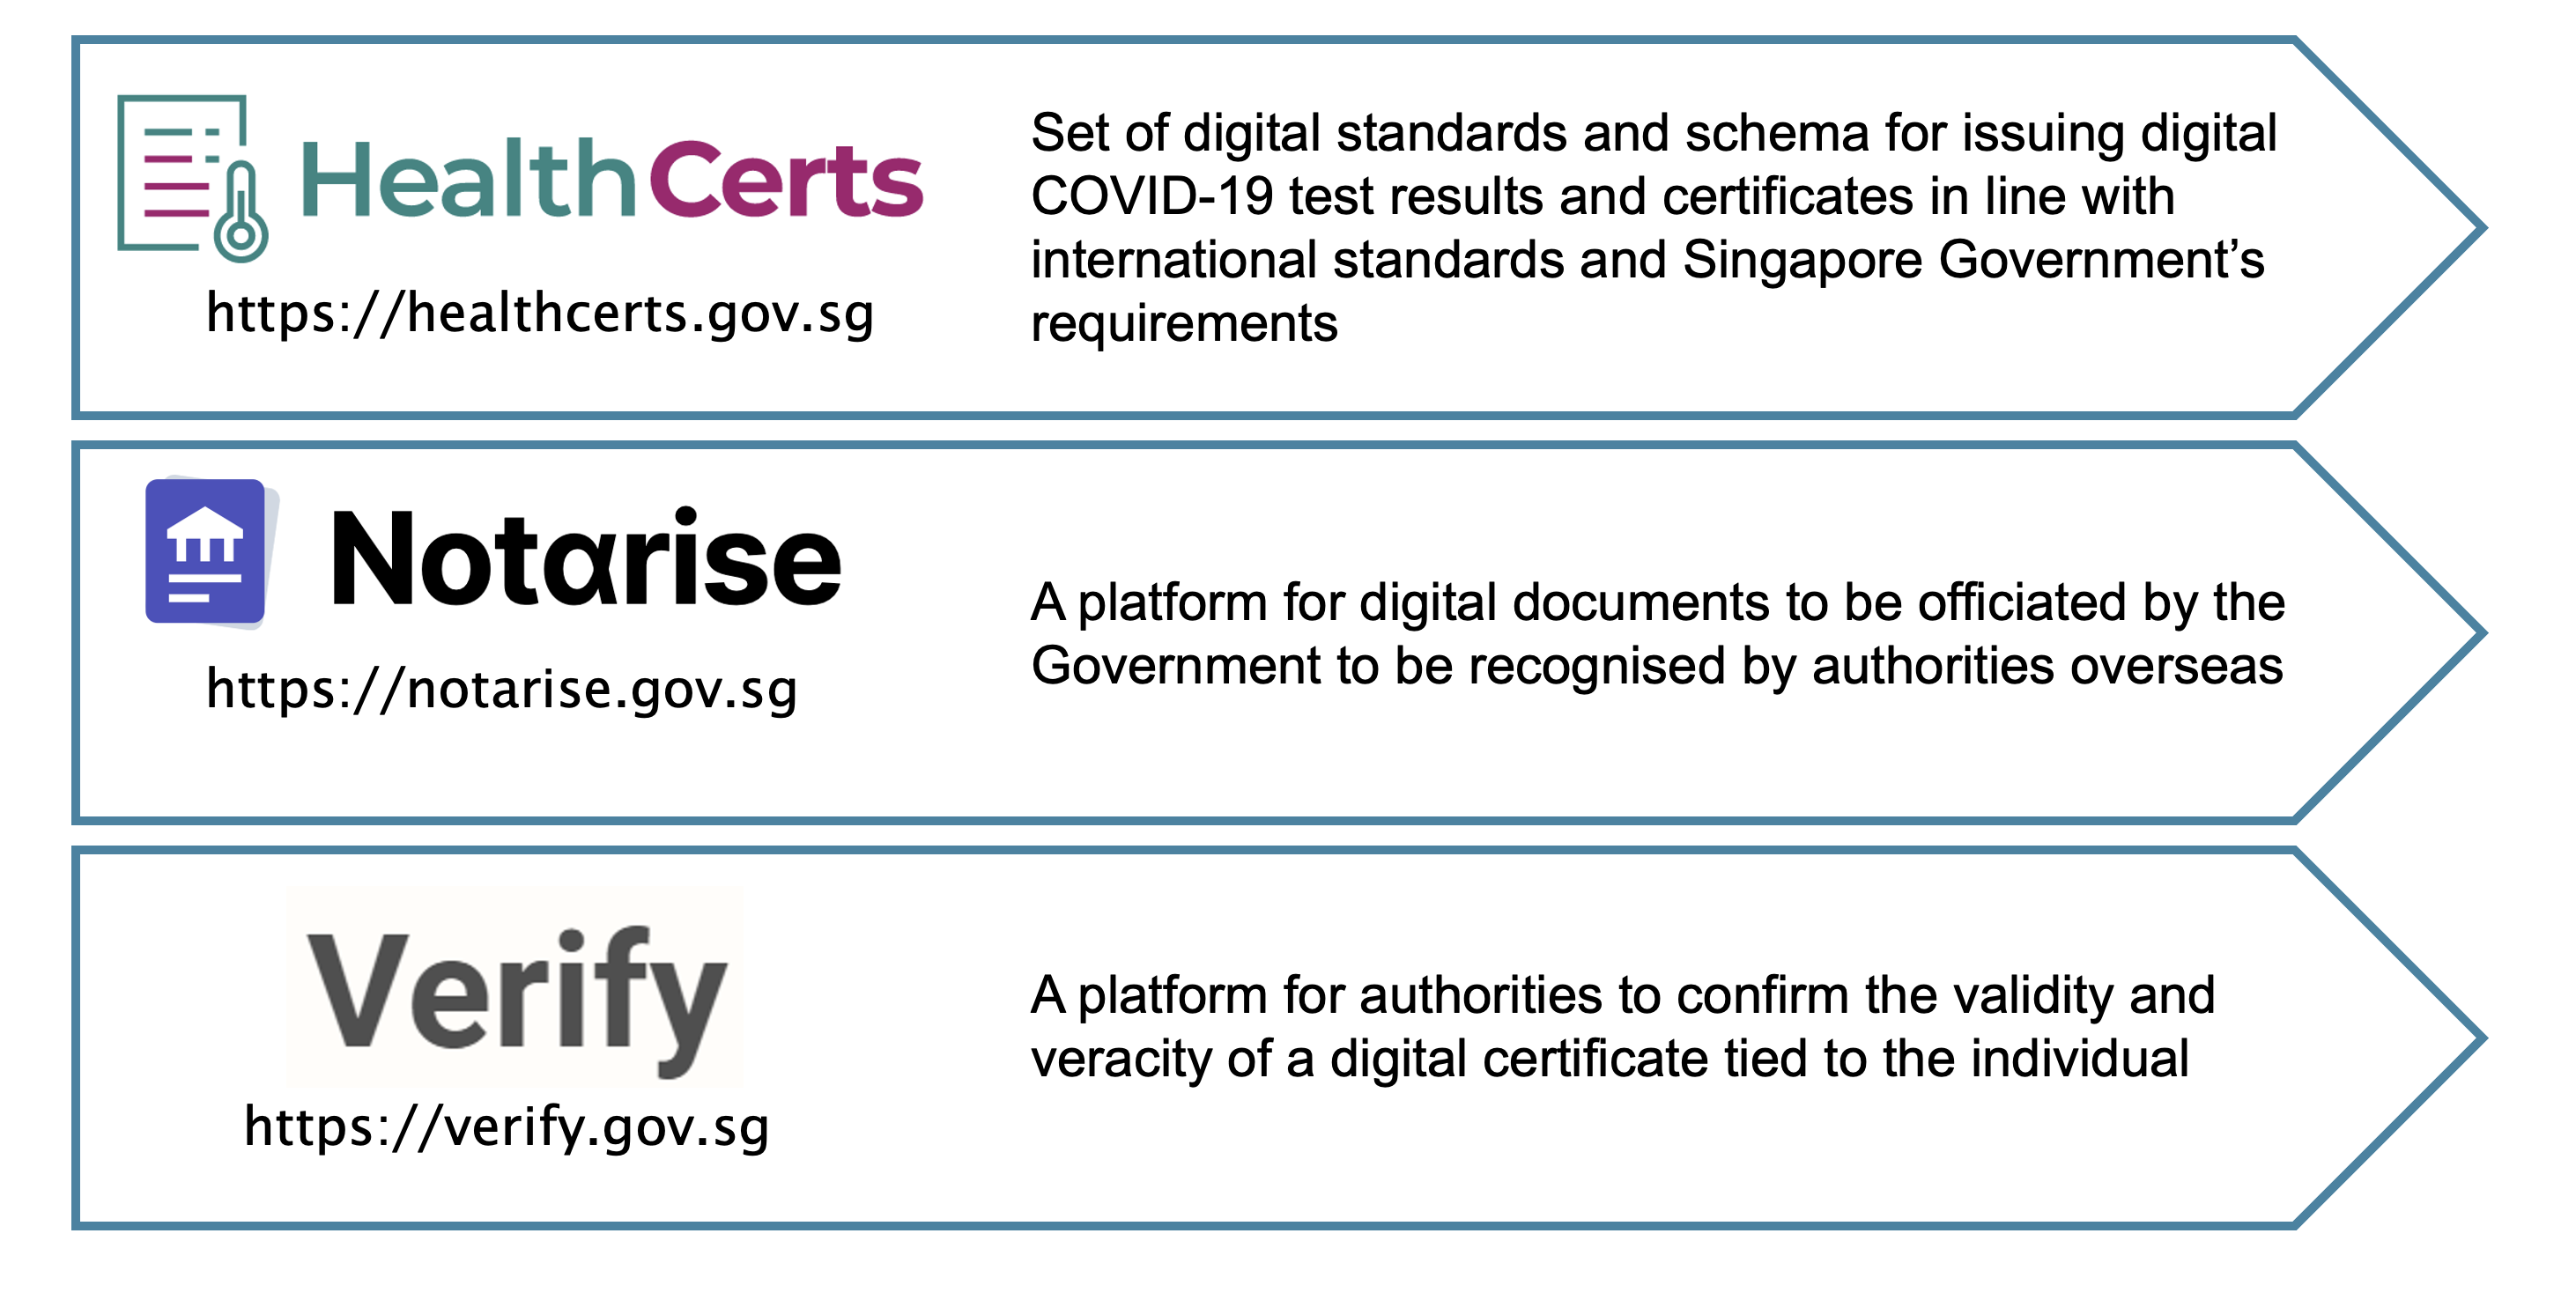 HealthCerts
https://healthcerts.gov.sg
Set of digital standards and schema for issuing digital
COVID-19 test results and certificates in line with
international standards and Singapore Government’s
requirements
Notαrise
https://notarise.gov.sg
A platform for digital documents to be officiated by the
Government to be recognised by authorities overseas
Verify
https://verify.gov.sg
A platform for authorities to confirm the validity and
veracity of a digital certificate tied to the individual